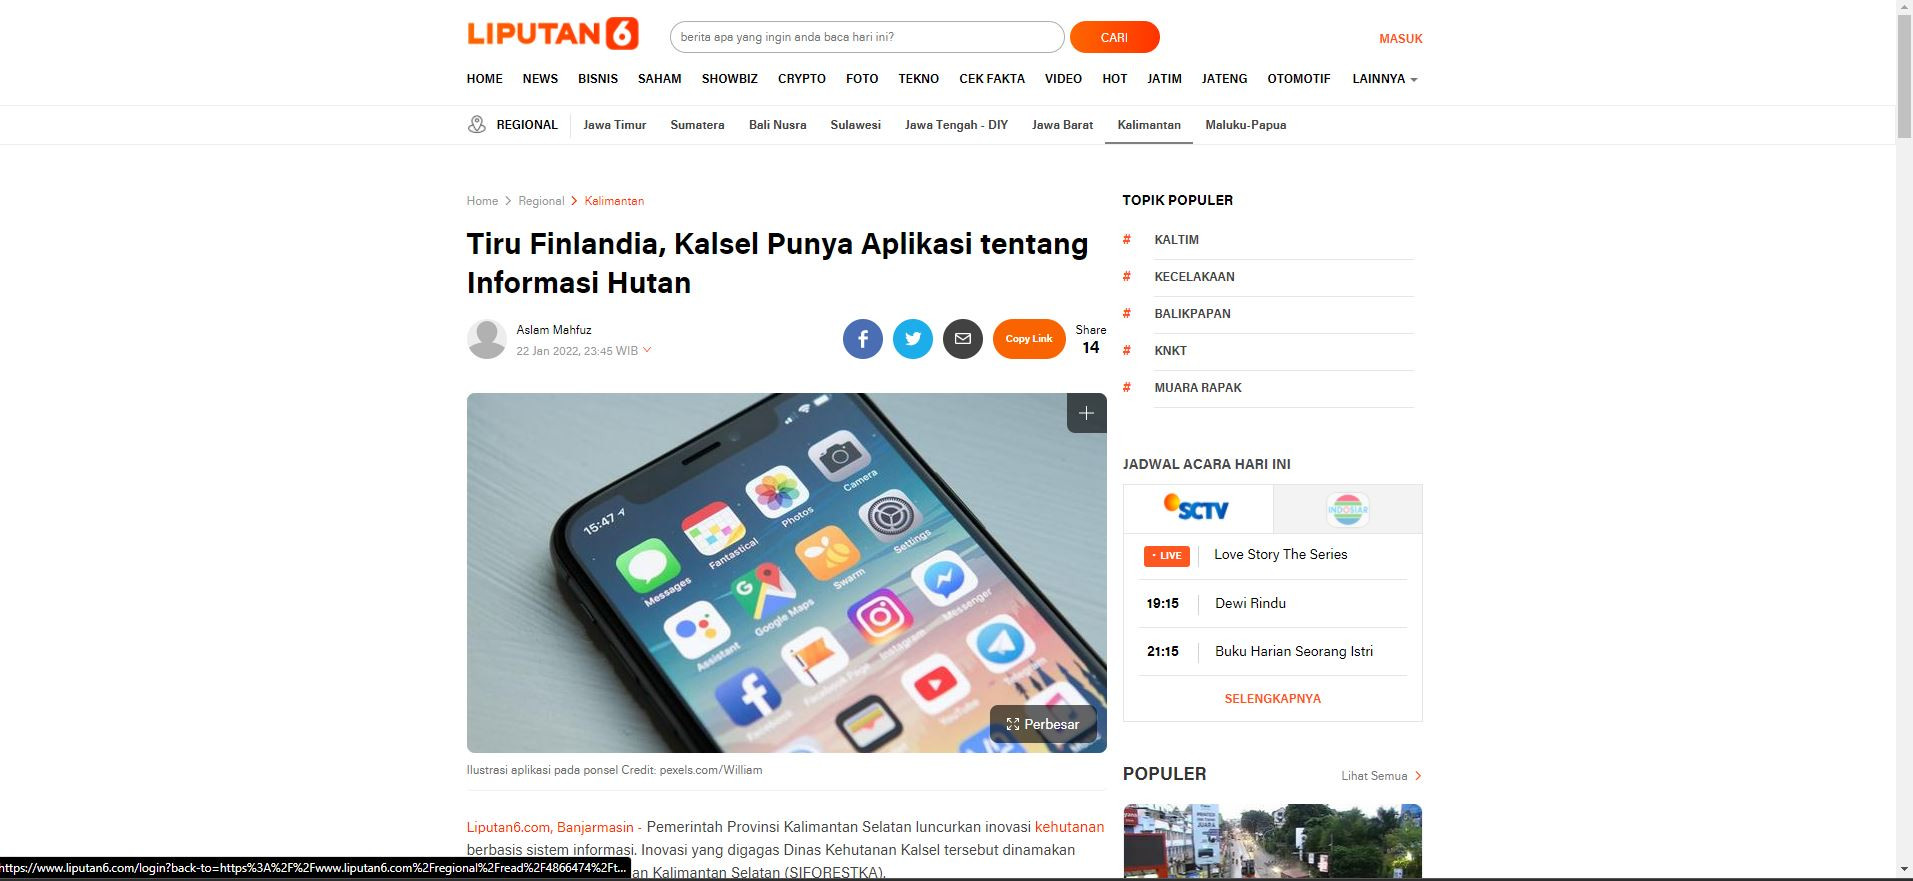 LIPUTAN 6
berita apa yang ingin anda baca hari ini?
CARI
MASUK
HOME NEWS BISNIS SAHAM SHOWBIZ CRYPTO FOTO TEKNO CEK FAKTA VIDEO HOT JATIM JATENG OTOMOTIF LAINNYA
REGIONAL Jawa Timur Sumatera Bali Nusra Sulawesi Jawa Tengah - DIY Jawa Barat Kalimantan Maluku-Papua
Home > Regional > Kalimantan
Tiru Finlandia, Kalsel Punya Aplikasi tentang
Informasi Hutan
Aslam Mahfuz
22 Jan 2022, 23:45 WIB
Copy Link
Share
14
15:47
Camera
Photos
Fantastical
Messages
Settings
Swarm
Google Maps
Assistant
Messenger
Instagram
Facebook Page
Facebook
Telegram
YouTube
Perbesar
Ilustrasi aplikasi pada ponsel Credit: pexels.com/William
Liputan6.com, Banjarmasin - Pemerintah Provinsi Kalimantan Selatan luncurkan inovasi kehutanan
berbasis sistem informasi. Inovasi yang digagas Dinas Kehutanan Kalsel tersebut dinamakan
an Kalimantan Selatan (SIFORESTKA).
TOPIK POPULER
# KALTIM
# KECELAKAAN
# BALIKPAPAN
# KNKT
# MUARA RAPAK
JADWAL ACARA HARI INI
SCTV
INDOSIAR
LIVE Love Story The Series
19:15 Dewi Rindu
21:15 Buku Harian Seorang Istri
SELENGKAPNYA
POPULER
Lihat Semua >
https://www.liputan6.com/login?back-to=https%3A%2F%2Fwww.liputan6.com%2Fregional%2Fread%2F4866474%2Ft...